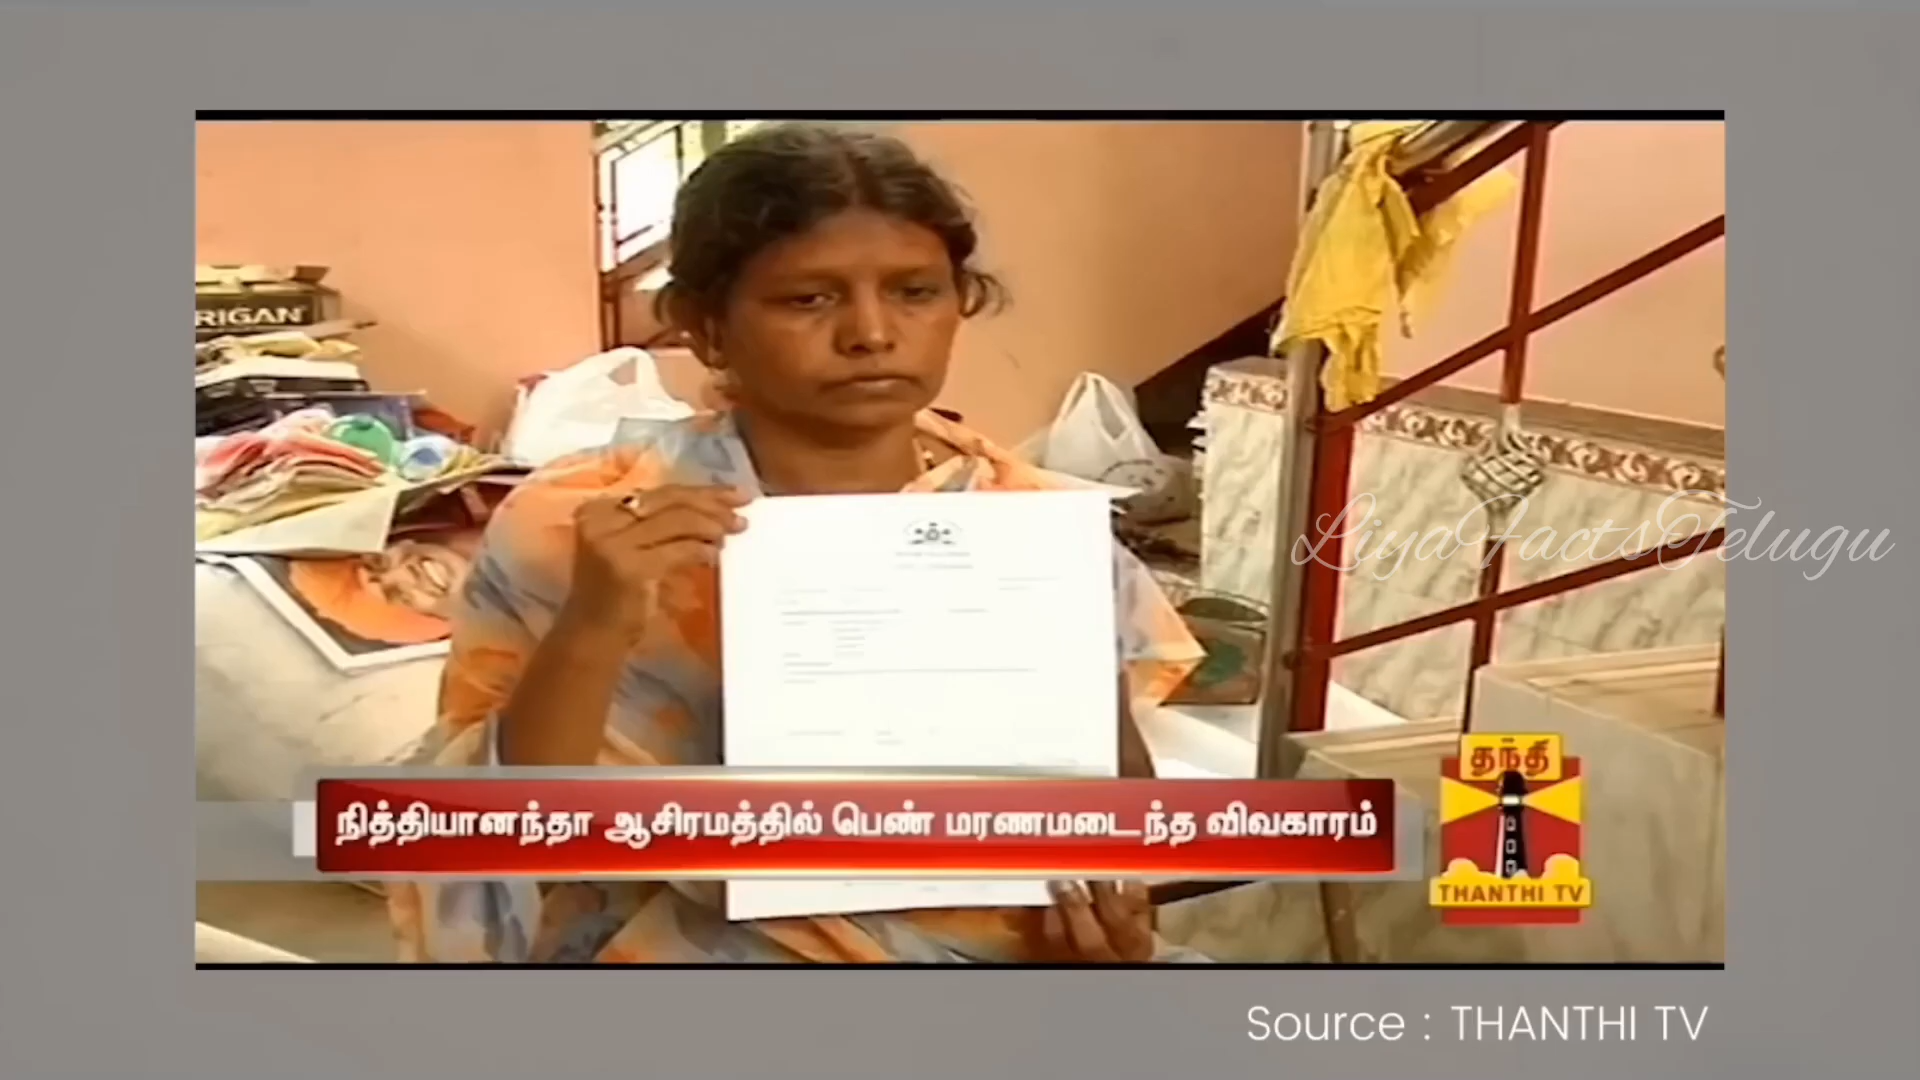 RIGAN
LiyaFactsTelugu
தந்தி
நித்தியானந்தா ஆசிரமத்தில் பெண் மரணமடைந்த விவகாரம்
THANTHI TV
Source : THANTHI TV